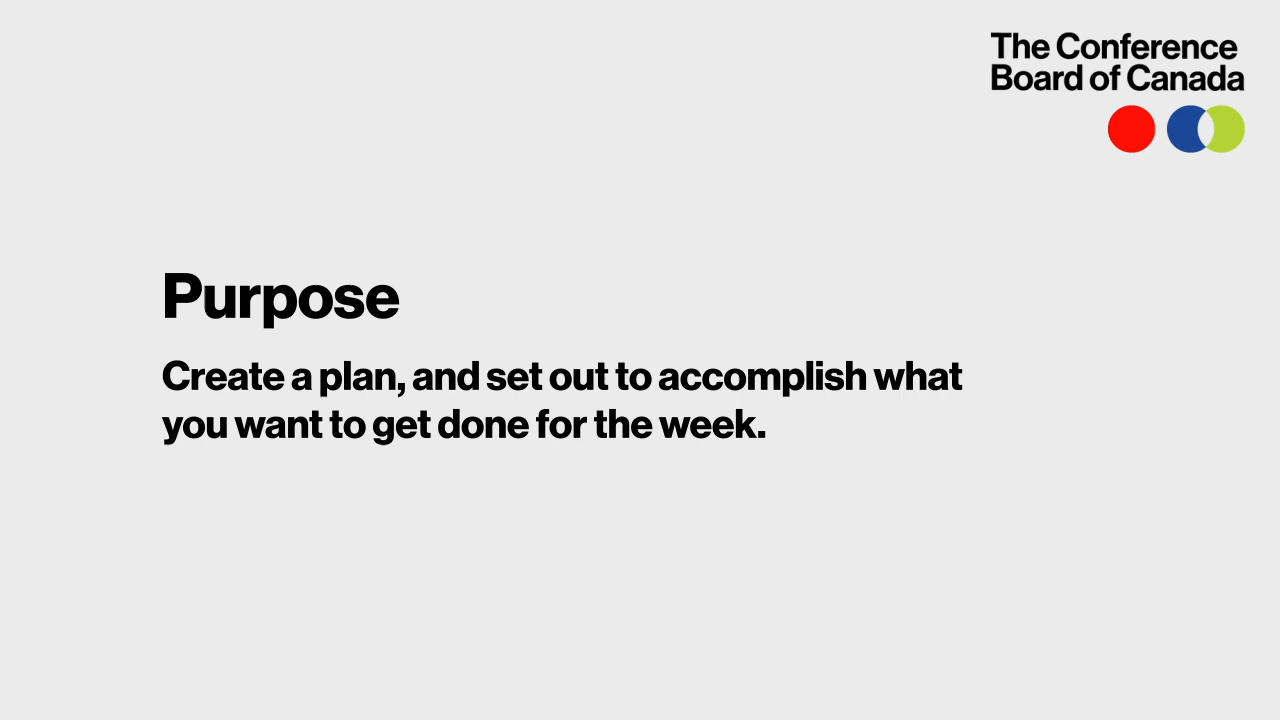 The Conference
Board of Canada
Purpose
Create a plan, and set out to accomplish what
you want to get done for the week.